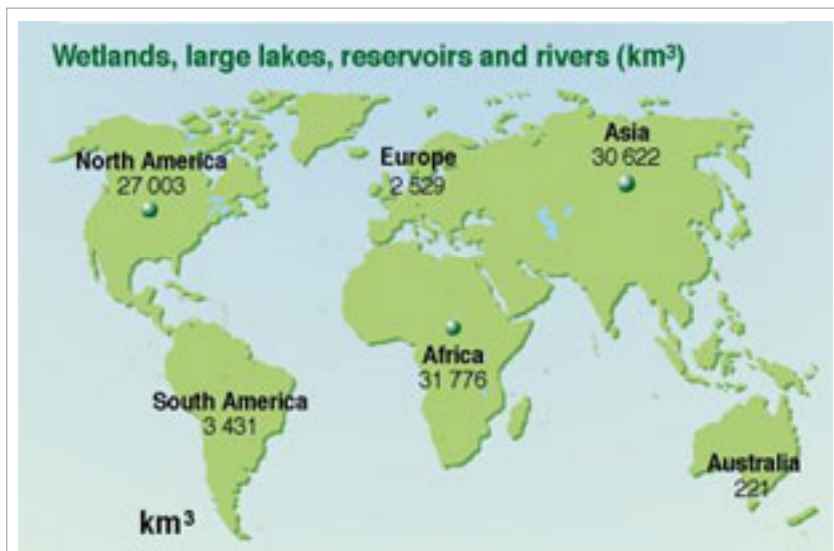 Wetlands, large lakes, reservoirs and rivers (km³)
North America
27 003
Europe
2 529
Asia
30 622
Africa
31 776
South America
3 431
Australia
221
km³